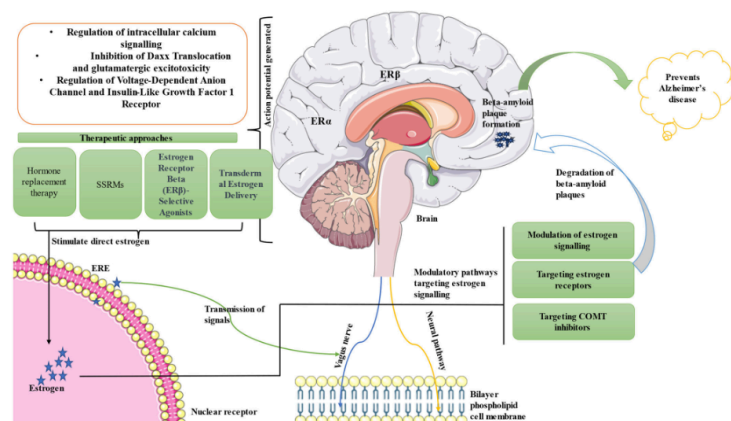 • Regulation of intracellular calcium
signalling
• Inhibition of Daxx Translocation
and glutamatergic excitotoxicity
• Regulation of Voltage-Dependent Anion
Channel and Insulin-Like Growth Factor 1
Receptor
Therapeutic approaches
Hormone
replacement
therapy
SSRMs
Estrogen
Receptor
Beta
(ERβ)-
Selective
Agonists
Transderm
al Estrogen
Delivery
Stimulate direct estrogen
Action potential generated
ERβ
ERα
Beta-amyloid
plaque
formation
Brain
Prevents
Alzheimer's
disease
Degradation of
beta-amyloid
plaques
Modulatory pathways
targeting estrogen
signalling
Modulation of estrogen
signalling
Targeting estrogen
receptors
Targeting COMT
inhibitors
ERE
Transmission of
signals
Estrogen
Nuclear receptor
Vagus nerve
Neural pathway
Bilayer
phospholipid
cell membrane